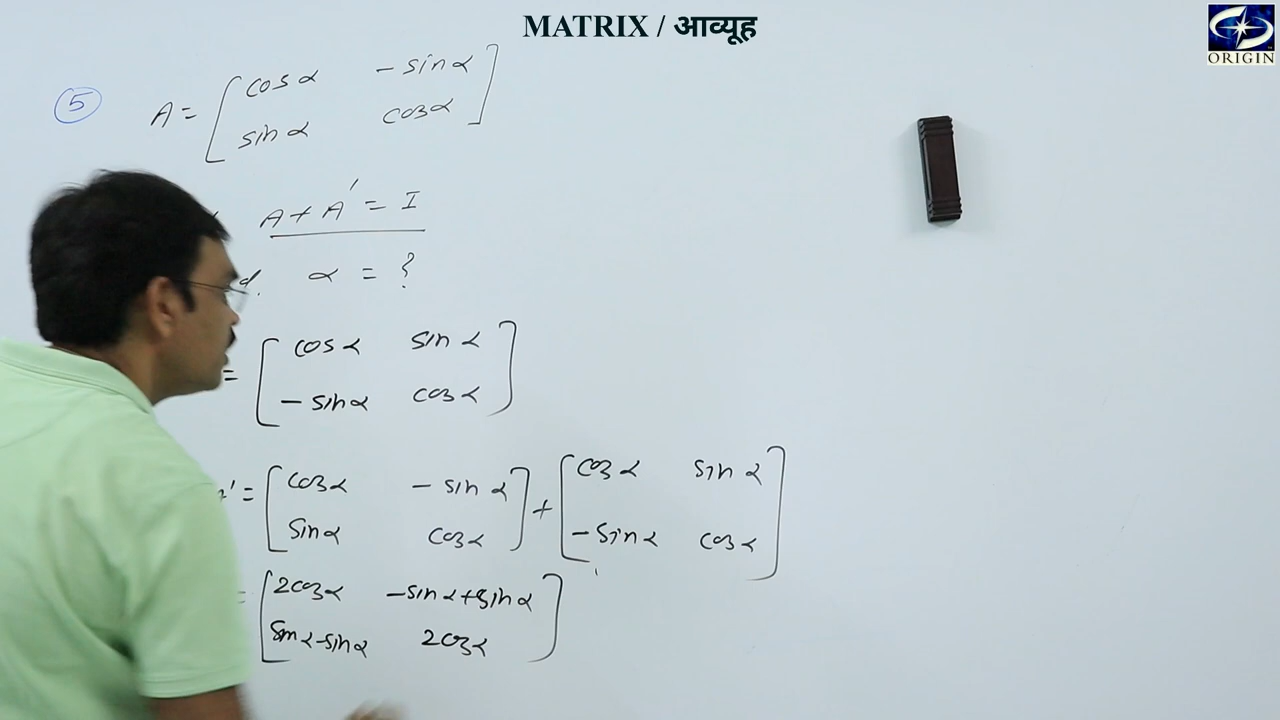 MATRIX / आव्यूह
ORIGIN
5 A = [ cos α - sin α
sin α cos α ]
A + A' = I
d. α = ?
= [ cos α sin α
- sin α cos α ]
A' = [ cos α - sin α + [ cos α sin α
sin α cos α ] - sin α cos α ]
= [ 2cos α -sin α + sin α
sin α - sin α 2cos α ]